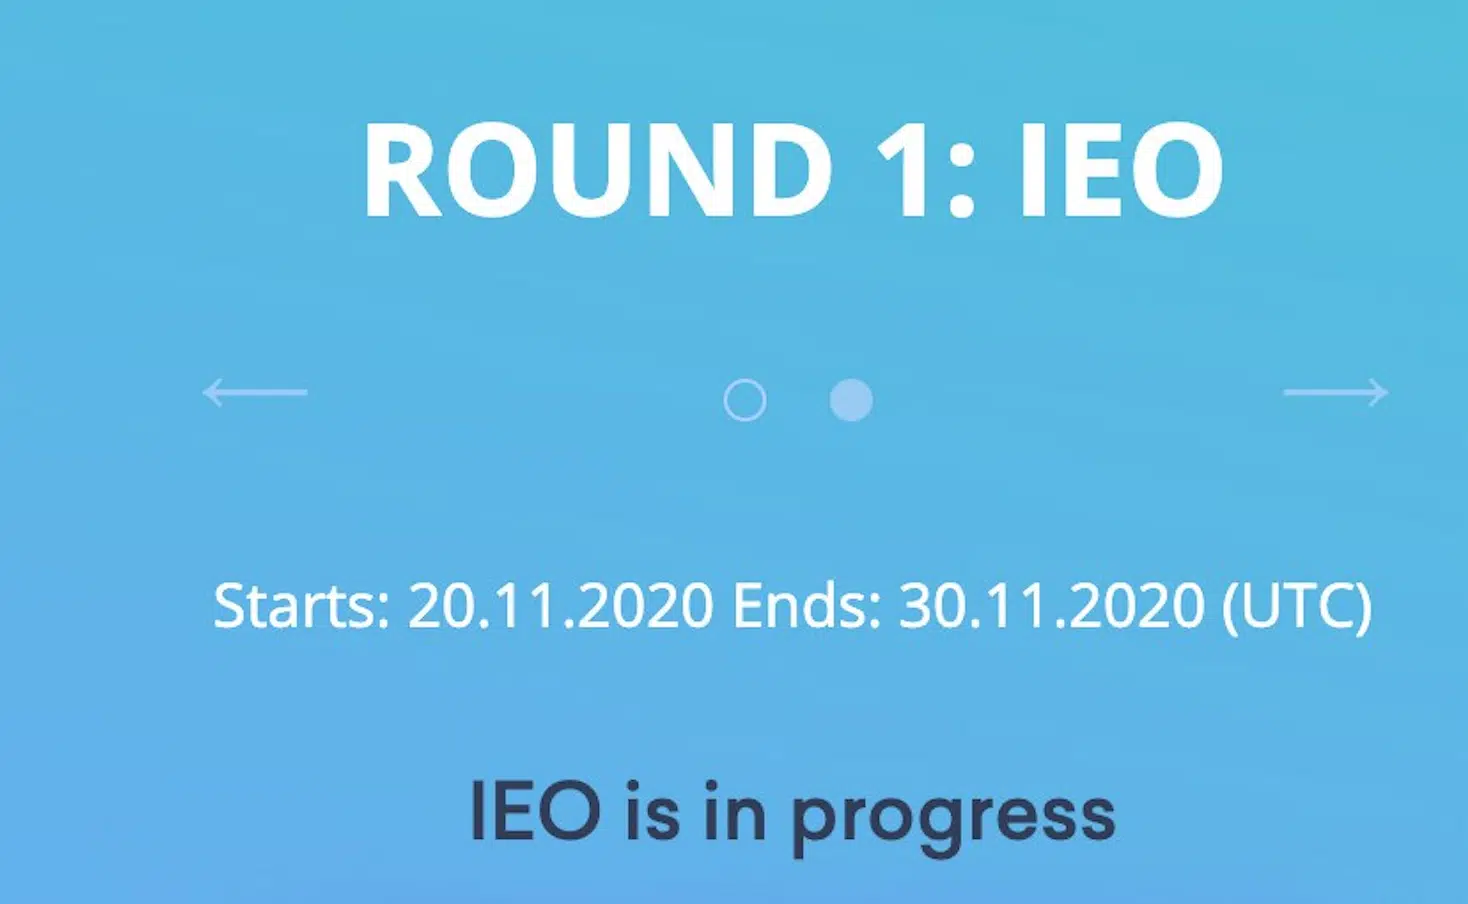 ROUND 1: IEO
Starts: 20.11.2020 Ends: 30.11.2020 (UTC)
IEO is in progress